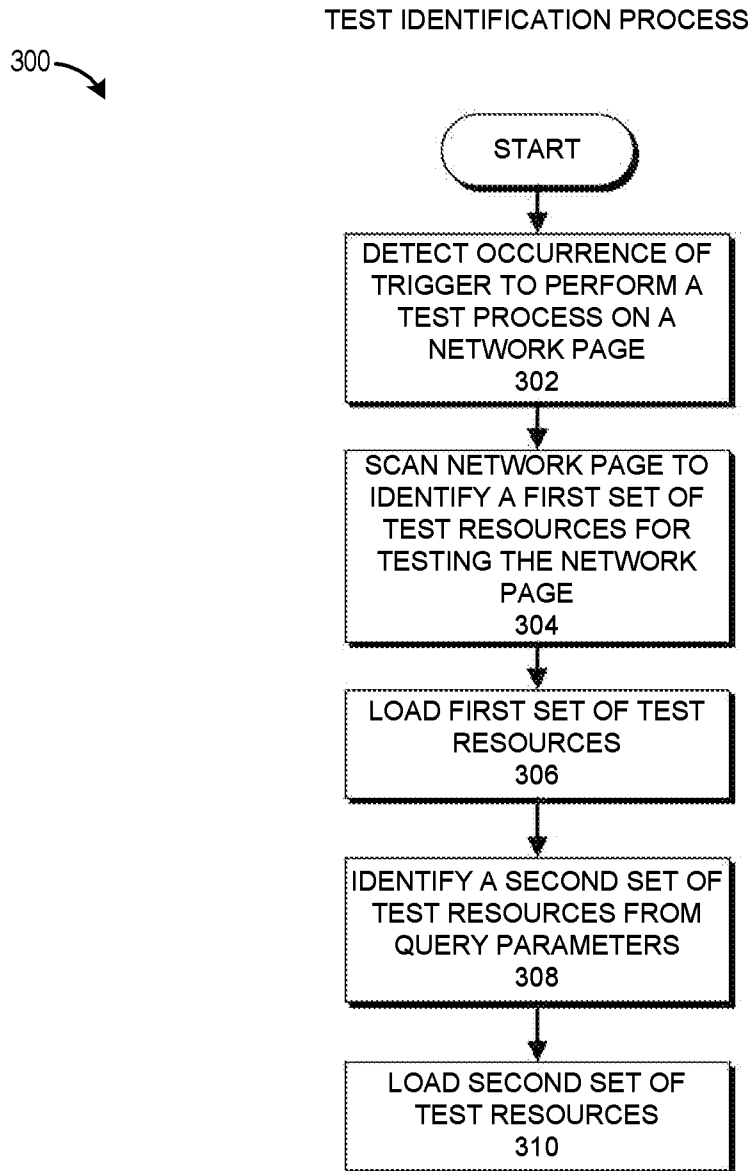 TEST IDENTIFICATION PROCESS
300
START
DETECT OCCURRENCE OF
TRIGGER TO PERFORM A
TEST PROCESS ON A
NETWORK PAGE
302
SCAN NETWORK PAGE TO
IDENTIFY A FIRST SET OF
TEST RESOURCES FOR
TESTING THE NETWORK
PAGE
304
LOAD FIRST SET OF TEST
RESOURCES
306
IDENTIFY A SECOND SET OF
TEST RESOURCES FROM
QUERY PARAMETERS
308
LOAD SECOND SET OF
TEST RESOURCES
310